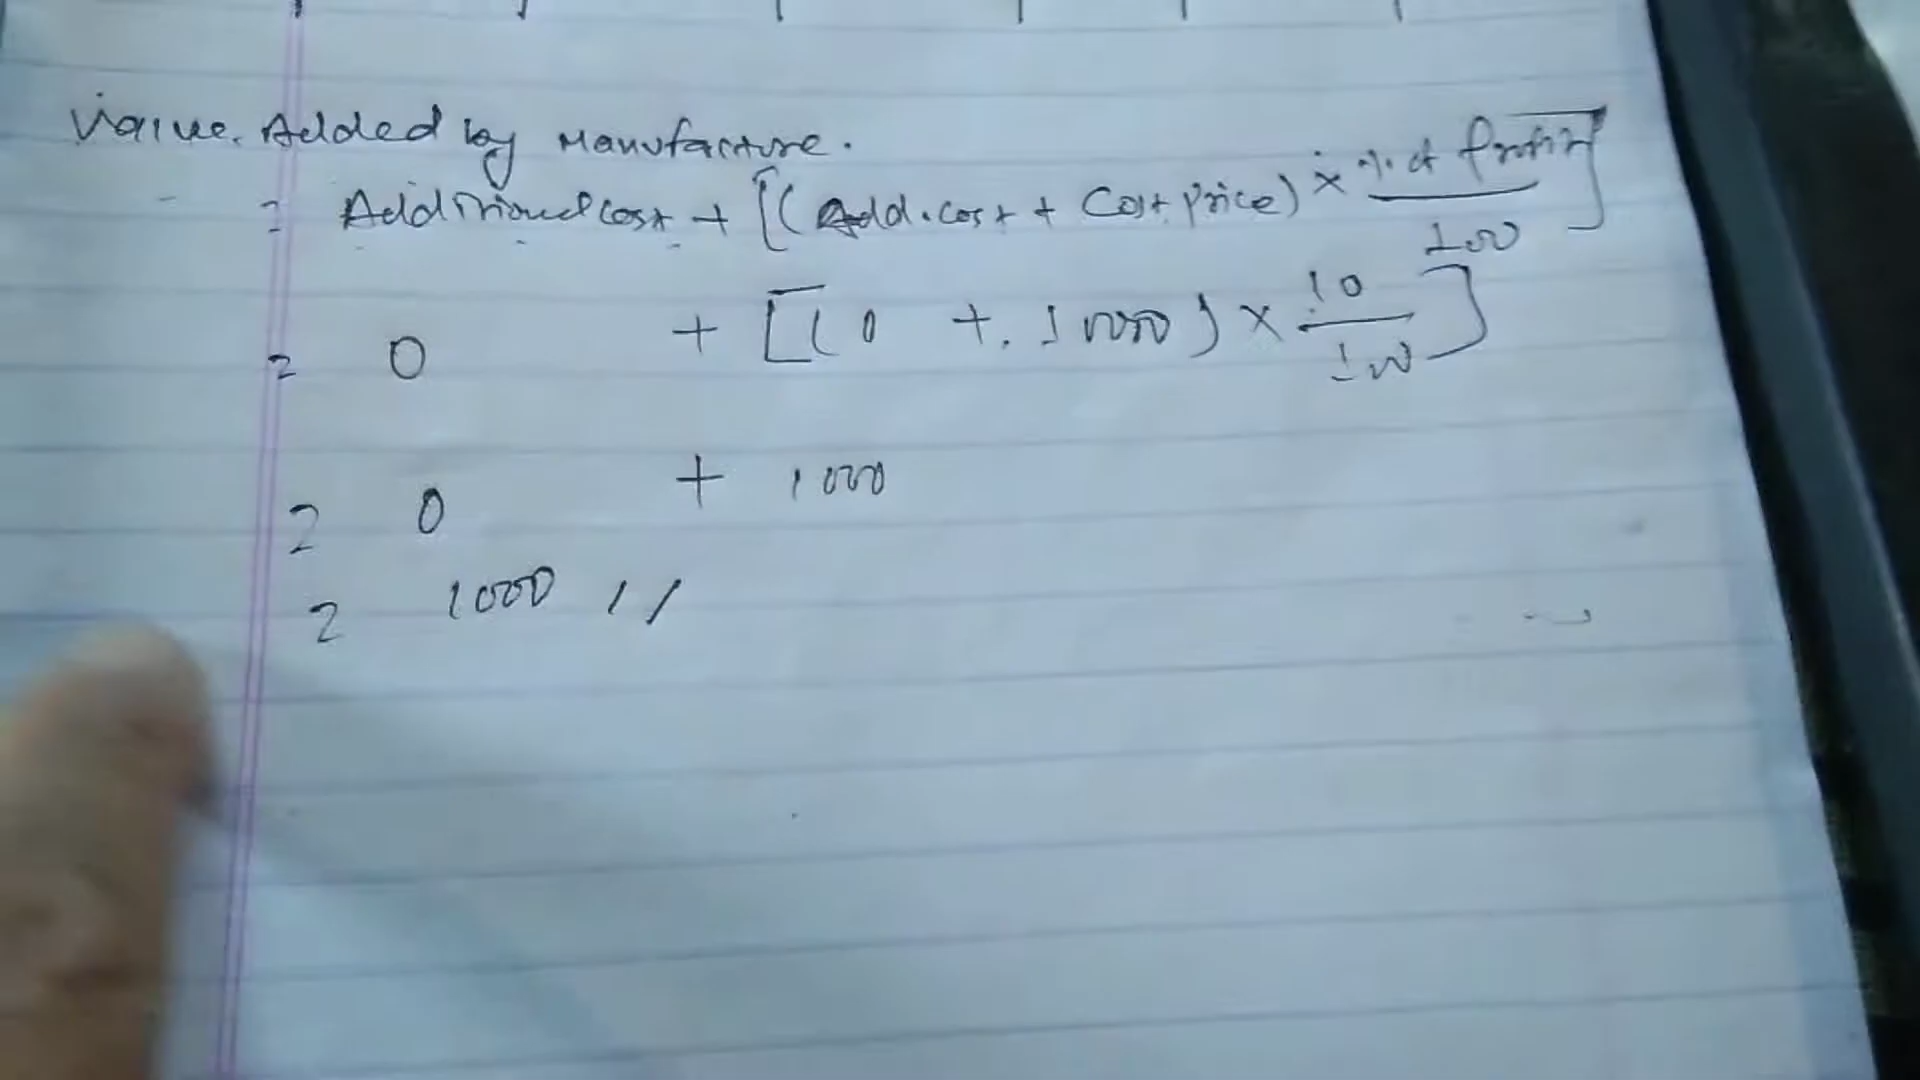 Value. Added by Manufacture.
= Additional cost + [(Add.cost + Cost price) × % of Profit / 100]
= 0 + [(0 + 10000) × 10 / 100]
= 0 + 1000
= 1000 //